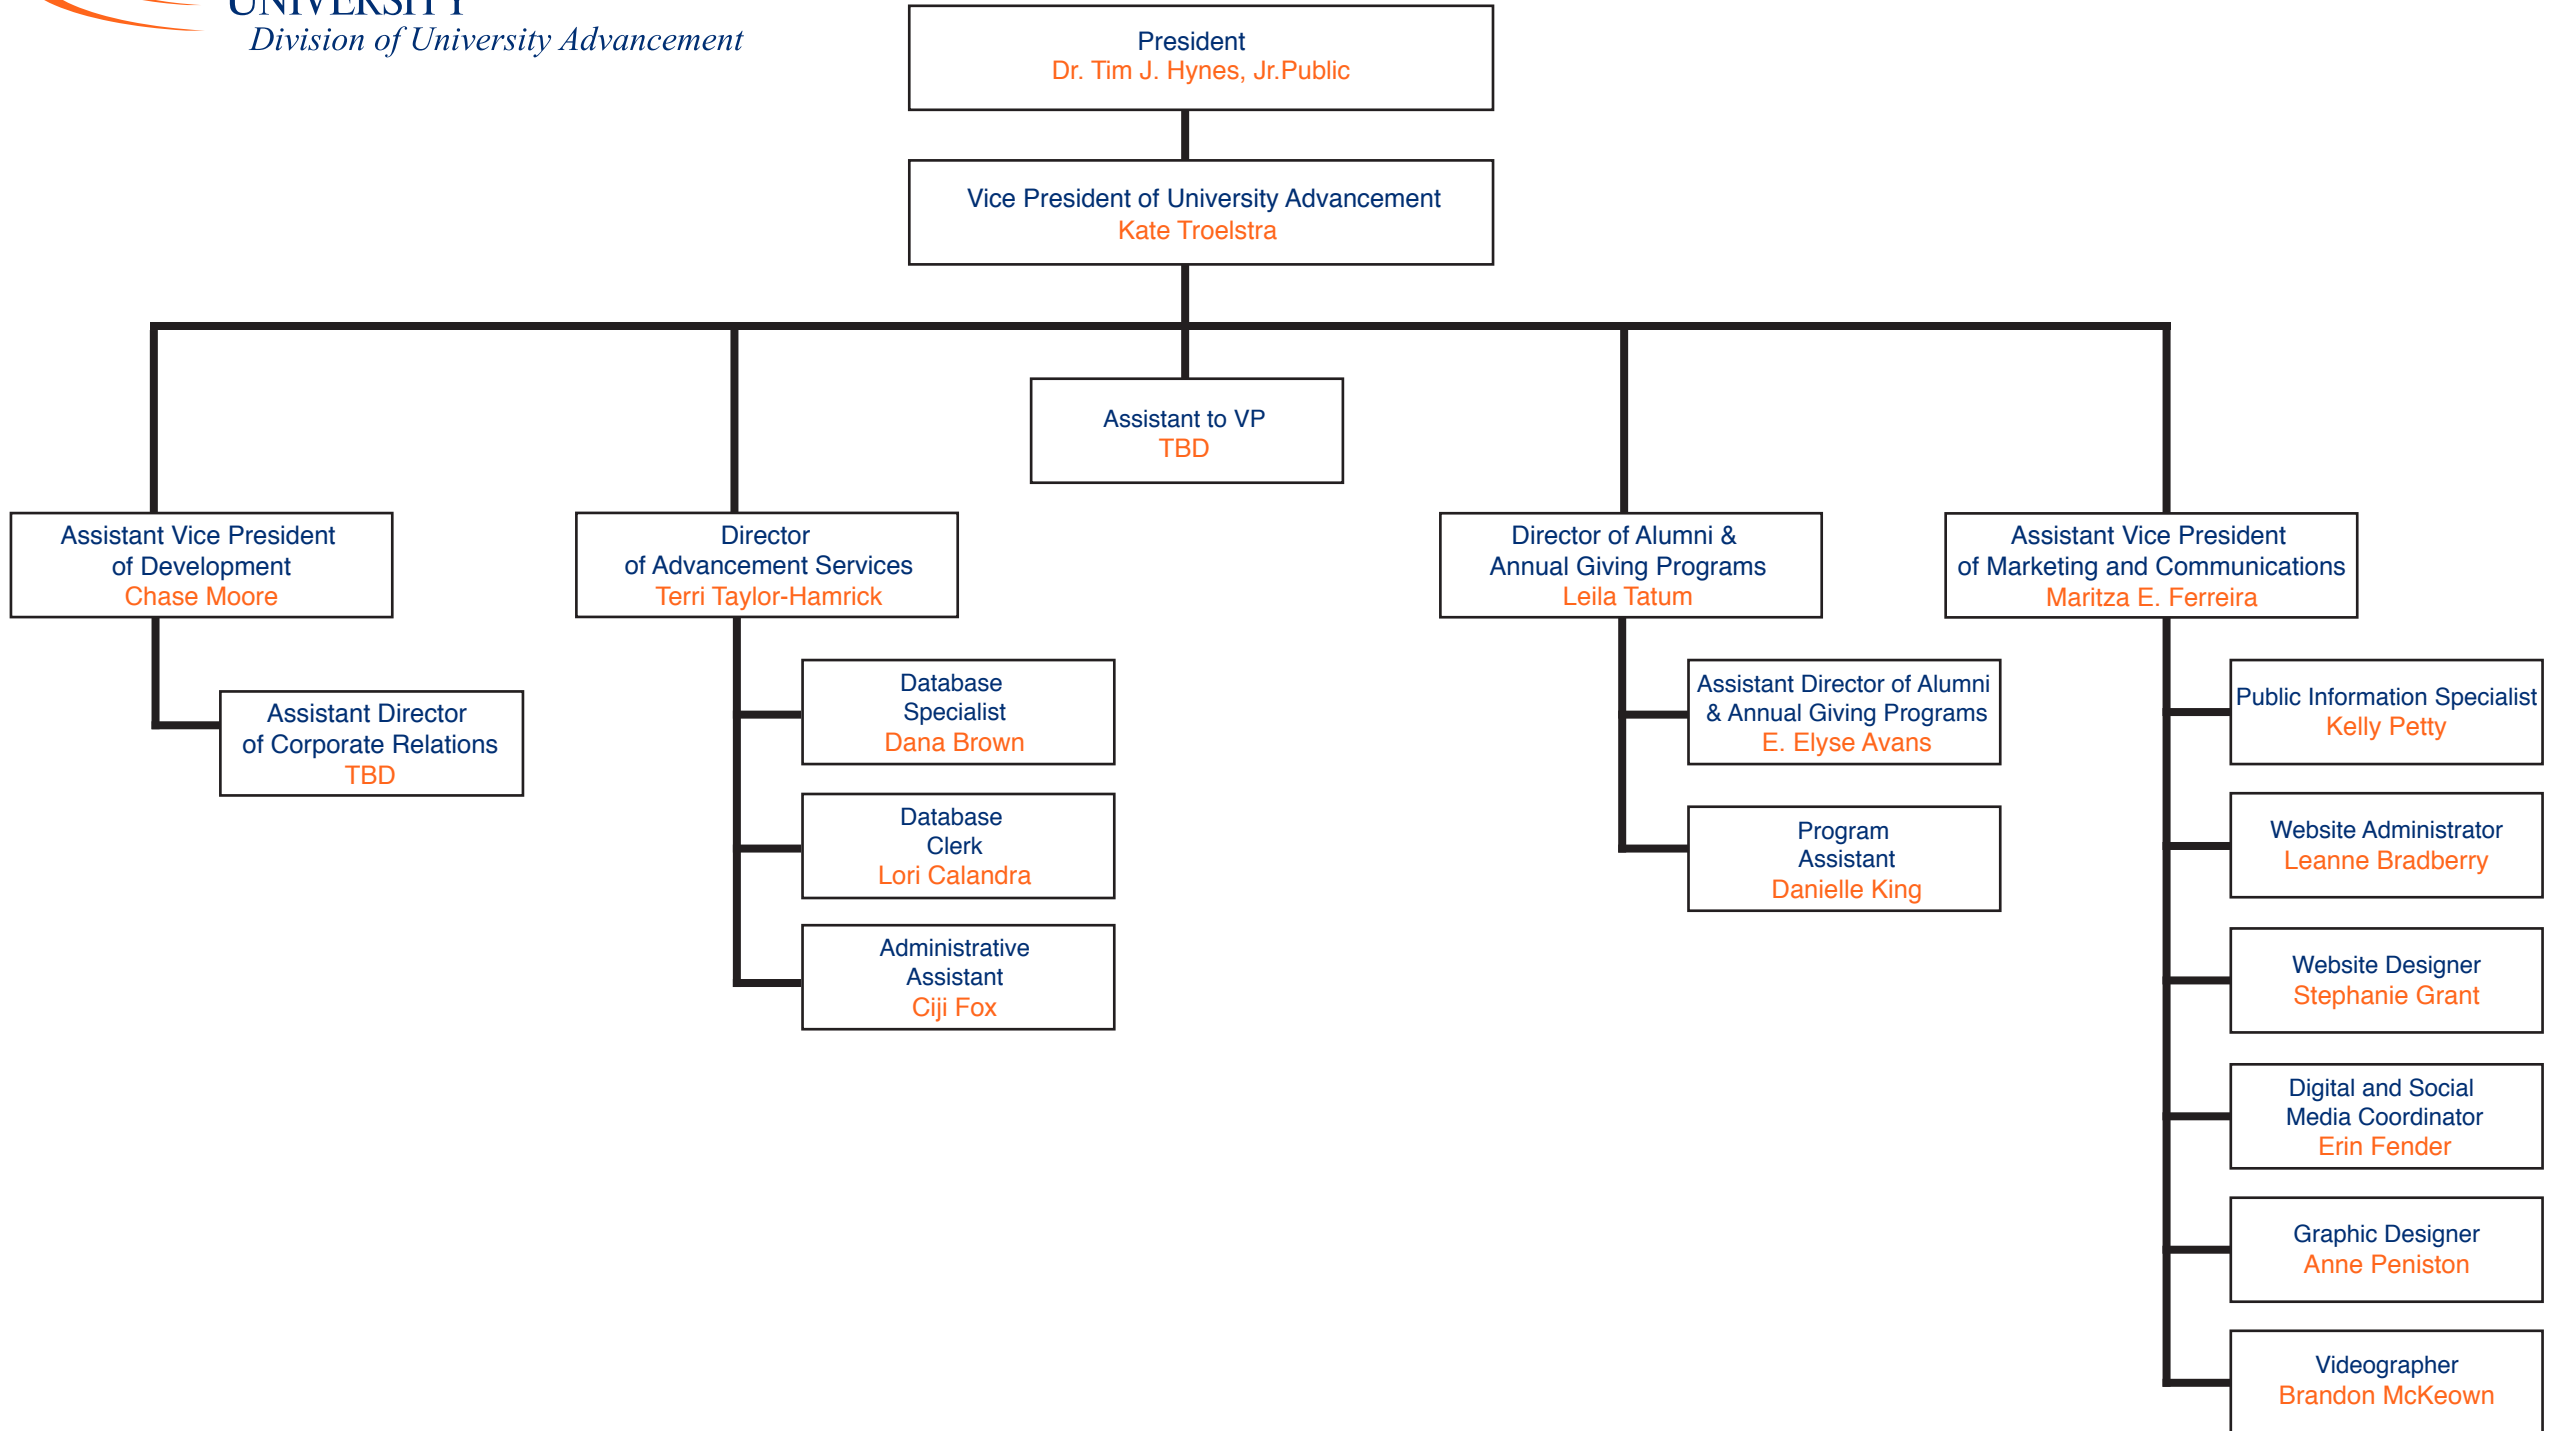 UNIVERSITY
Division of University Advancement
President
Dr. Tim J. Hynes, Jr.Public
Vice President of University Advancement
Kate Troelstra
Assistant to VP
TBD
Assistant Vice President
of Development
Chase Moore
Assistant Director
of Corporate Relations
TBD
Director
of Advancement Services
Terri Taylor-Hamrick
Database
Specialist
Dana Brown
Database
Clerk
Lori Calandra
Administrative
Assistant
Ciji Fox
Director of Alumni &
Annual Giving Programs
Leila Tatum
Assistant Director of Alumni
& Annual Giving Programs
E. Elyse Avans
Program
Assistant
Danielle King
Assistant Vice President
of Marketing and Communications
Maritza E. Ferreira
Public Information Specialist
Kelly Petty
Website Administrator
Leanne Bradberry
Website Designer
Stephanie Grant
Digital and Social
Media Coordinator
Erin Fender
Graphic Designer
Anne Peniston
Videographer
Brandon McKeown